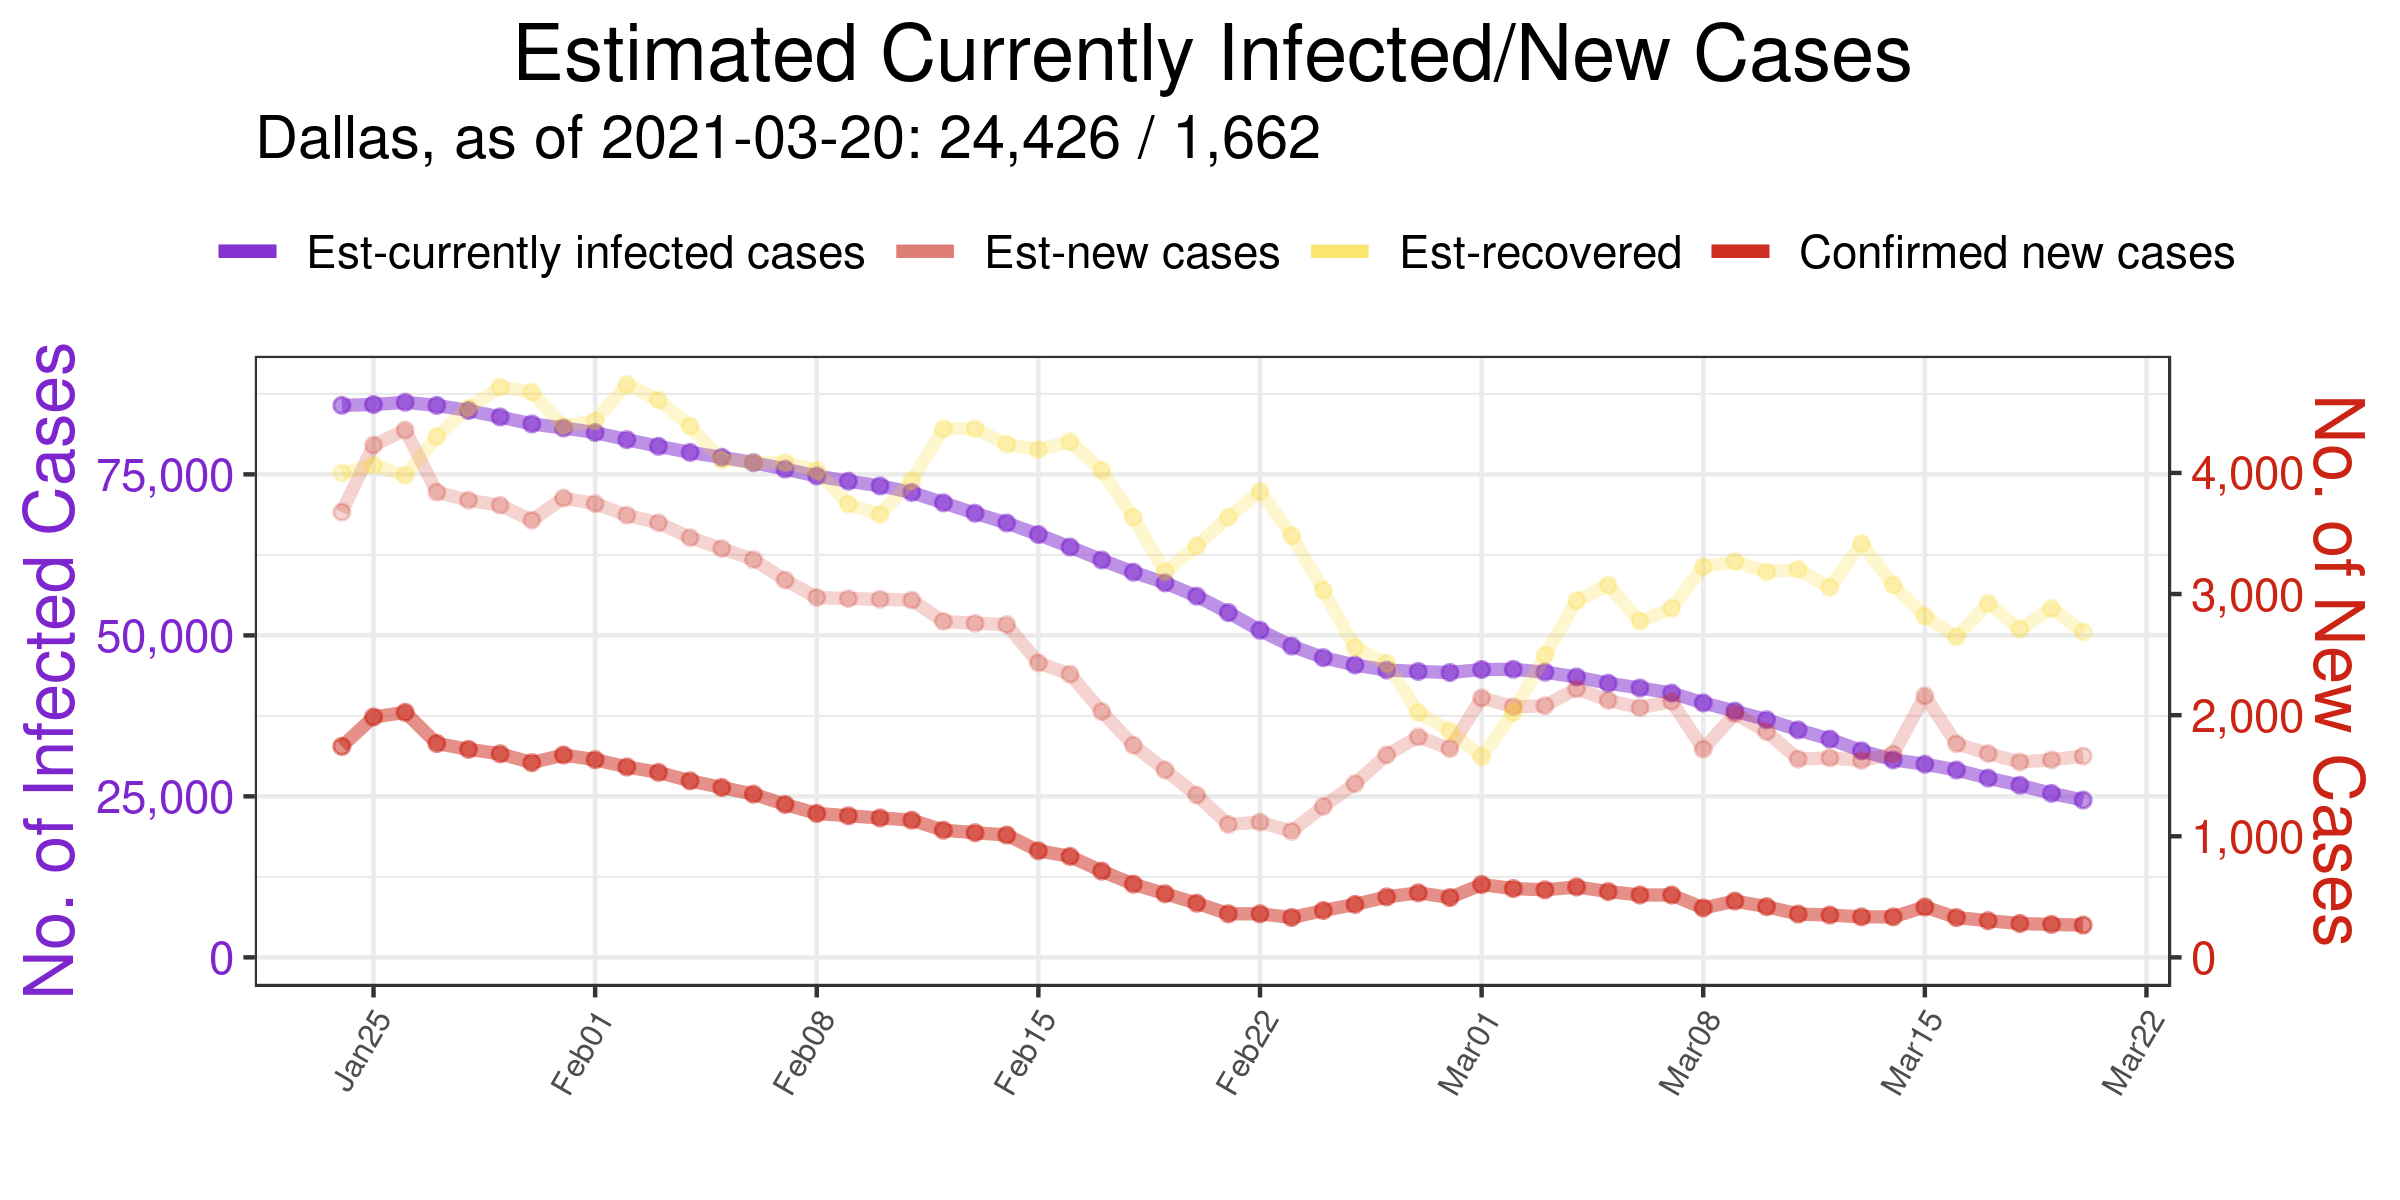 Estimated Currently Infected/New Cases
Dallas, as of 2021-03-20: 24,426 / 1,662
Est-currently infected cases Est-new cases Est-recovered Confirmed new cases
No. of Infected Cases
75,000
50,000
25,000
0
4,000
3,000
2,000
1,000
0
No. of New Cases
Jan25 Feb01 Feb08 Feb15 Feb22 Mar01 Mar08 Mar15 Mar22